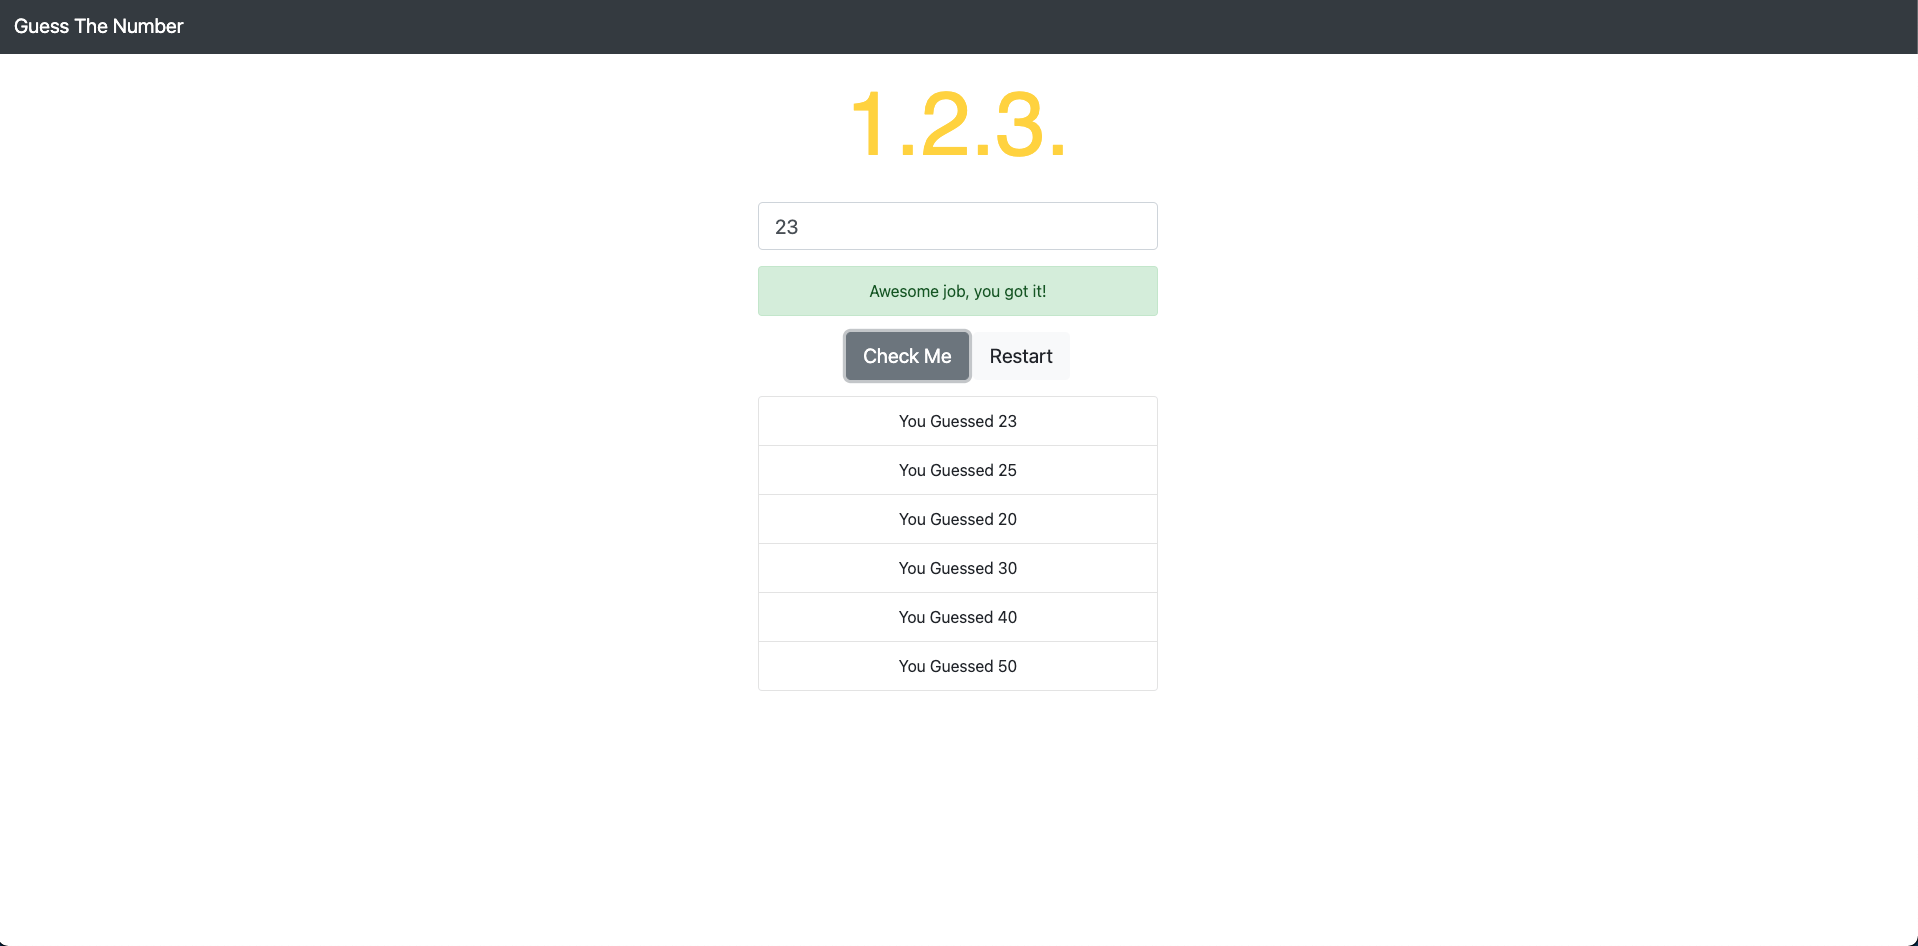 Guess The Number
1.2.3.
23
Awesome job, you got it!
Check Me Restart
You Guessed 23
You Guessed 25
You Guessed 20
You Guessed 30
You Guessed 40
You Guessed 50